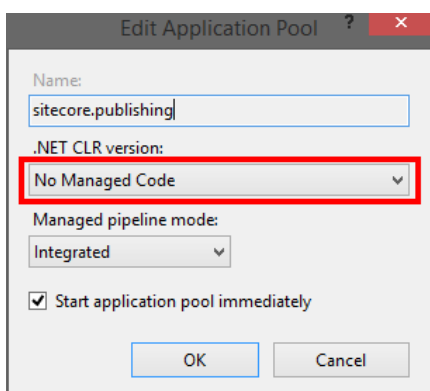 Edit Application Pool ? ×
Name:
sitecore.publishing
.NET CLR version:
No Managed Code
Managed pipeline mode:
Integrated
Start application pool immediately
OK Cancel